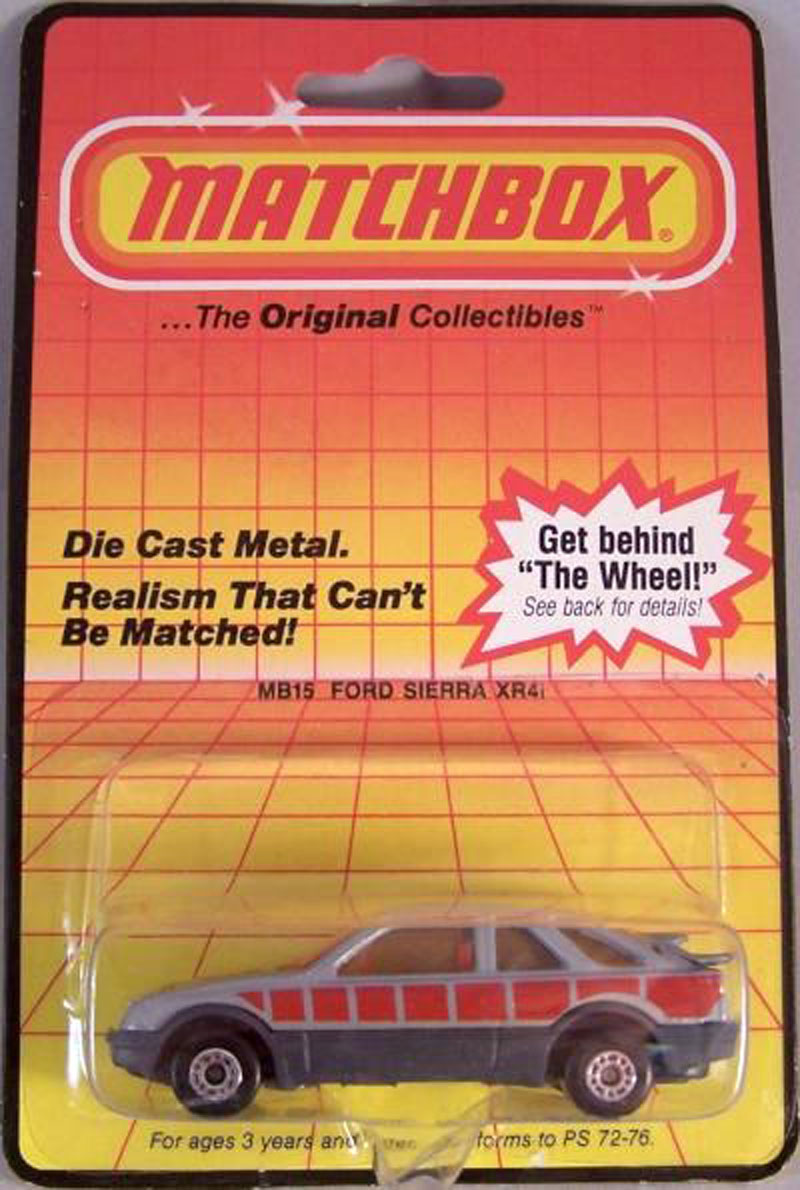 MATCHBOX®
...The Original Collectibles™
Die Cast Metal.
Realism That Can't
Be Matched!
Get behind
"The Wheel!"
See back for details!
MB15 FORD SIERRA XR4i
For ages 3 years and forms to PS 72-76.